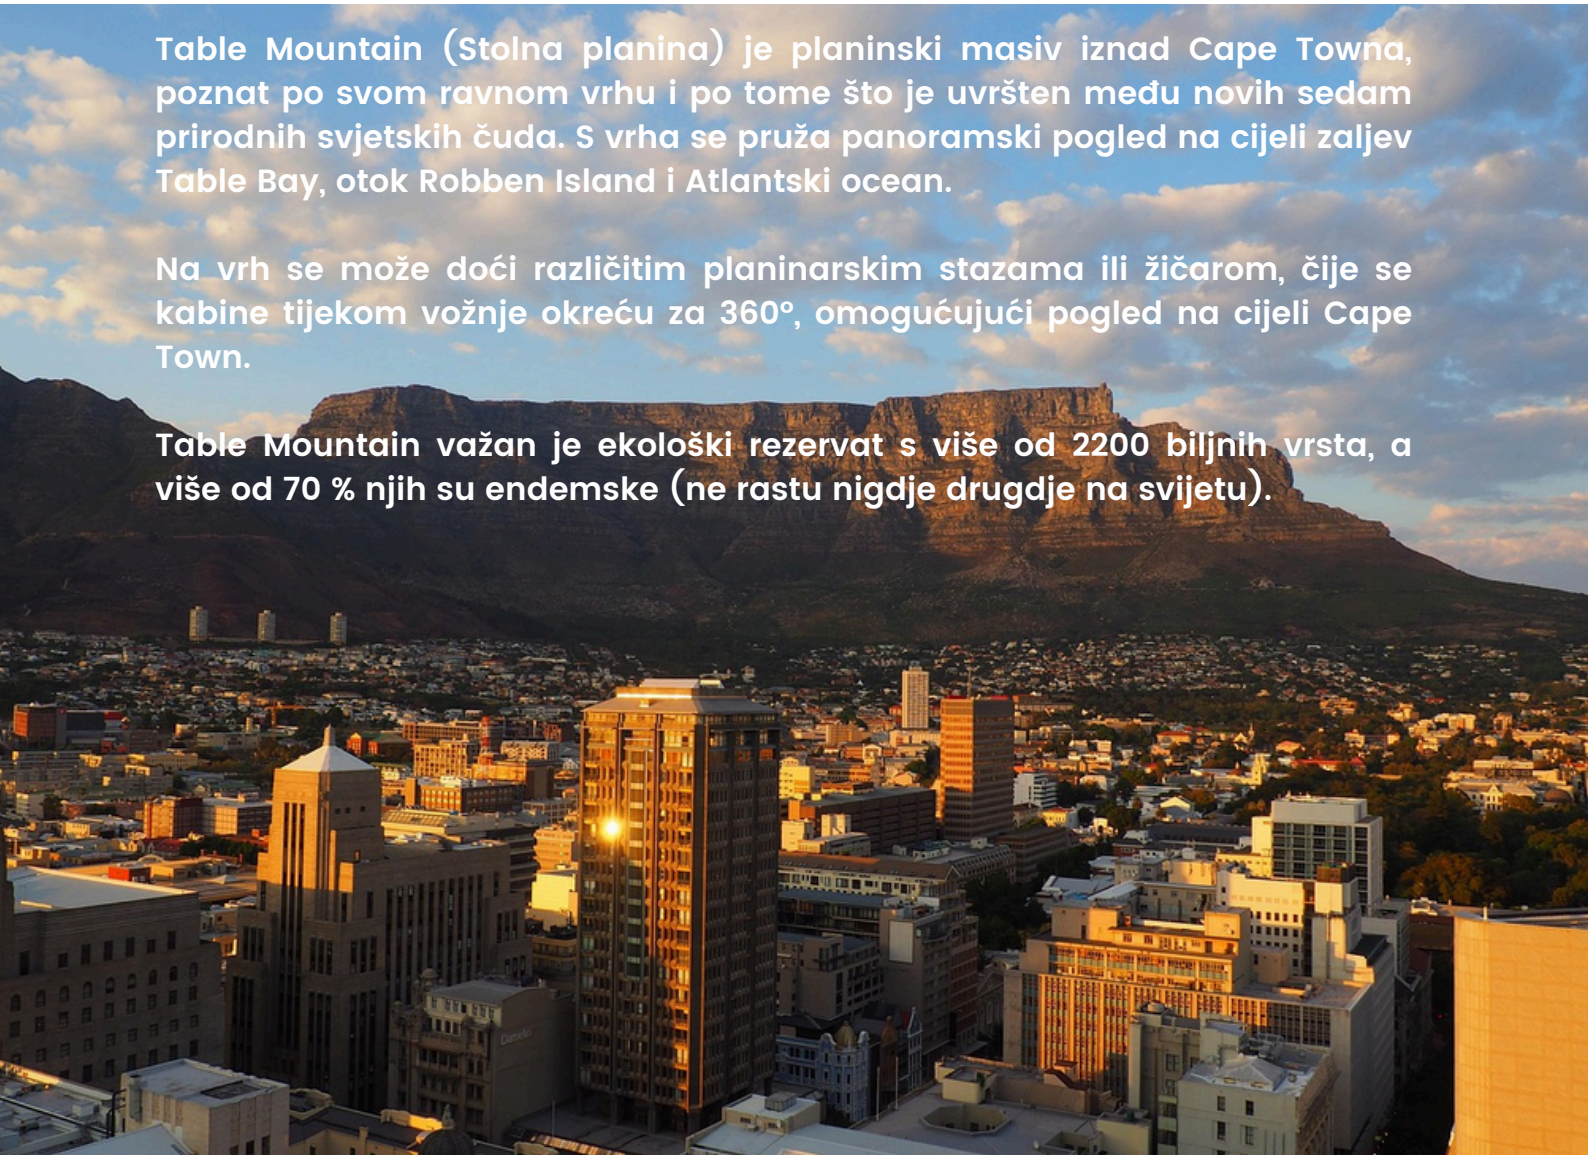 Table Mountain (Stolna planina) je planinski masiv iznad Cape Towna,
poznat po svom ravnom vrhu i po tome što je uvršten među novih sedam
prirodnih svjetskih čuda. S vrha se pruža panoramski pogled na cijeli zaljev
Table Bay, otok Robben Island i Atlantski ocean.
Na vrh se može doći različitim planinarskim stazama ili žičarom, čije se
kabine tijekom vožnje okreću za 360°, omogućujući pogled na cijeli Cape
Town.
Table Mountain važan je ekološki rezervat s više od 2200 biljnih vrsta, a
više od 70 % njih su endemske (ne rastu nigdje drugdje na svijetu).